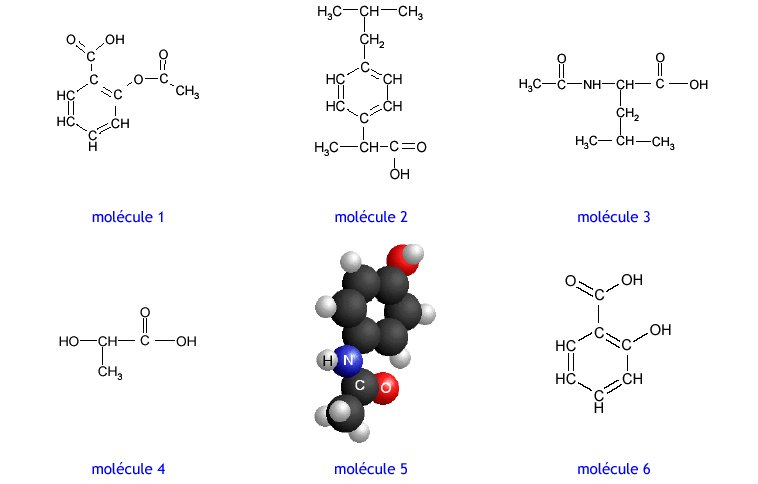 O OH
C O
C O C
HC C CH₃
HC CH
C
H
molécule 1
H₃C CH CH₃
CH₂
C
HC CH
HC CH
C
H₃C CH C O
OH
molécule 2
O O
H₃C C NH CH C OH
CH₂
H₃C CH CH₃
molécule 3
O
HO CH C OH
CH₃
molécule 4
H N
C O
molécule 5
O OH
C
C OH
HC C
HC CH
C
H
molécule 6